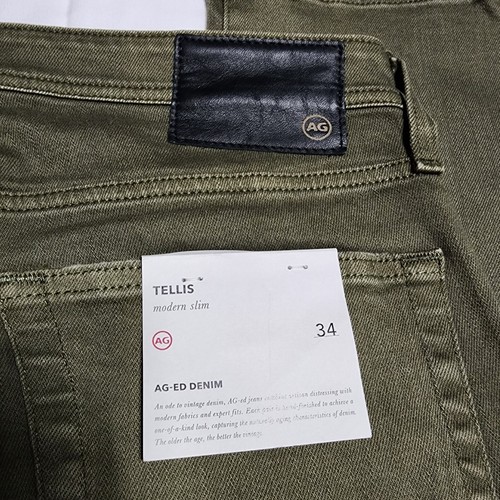 AG
TELLIS
modern slim
AG
34
AG-ED DENIM
An ode to vintage denim, AG-ed jeans combine artisan distressing with
modern fabrics and expert fits. Each pair is hand-finished to achieve a
one-of-a-kind look, capturing the natural aging characteristics of denim.
The older the age, the better the vintage.